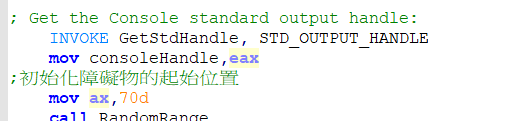 ; Get the Console standard output handle:
INVOKE GetStdHandle, STD_OUTPUT_HANDLE
mov consoleHandle,eax
;初始化障礙物的起始位置
mov ax,70d
call RandomRange